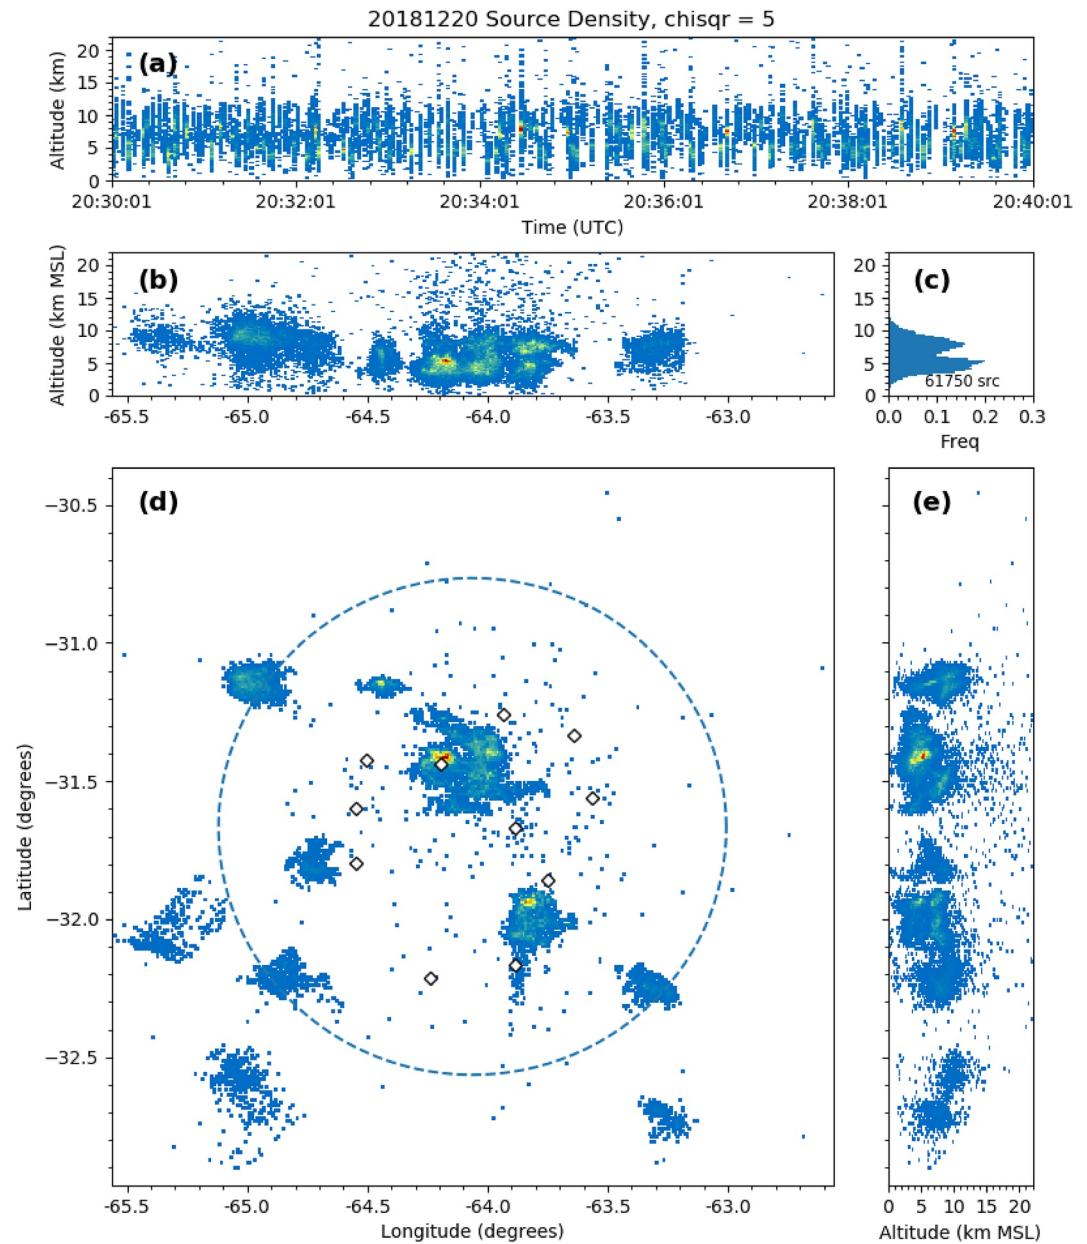 20181220 Source Density, chisqr = 5
(a)
Altitude (km)
20
15
10
5
0
20:30:01 20:32:01 20:34:01 20:36:01 20:38:01 20:40:01
Time (UTC)
(b)
Altitude (km MSL)
20
15
10
5
0
-65.5 -65.0 -64.5 -64.0 -63.5 -63.0
(c)
20
15
10
5
0
61750 src
0.0 0.1 0.2 0.3
Freq
(d)
Latitude (degrees)
−30.5
−31.0
−31.5
−32.0
−32.5
-65.5 -65.0 -64.5 -64.0 -63.5 -63.0
Longitude (degrees)
(e)
0 5 10 15 20
Altitude (km MSL)